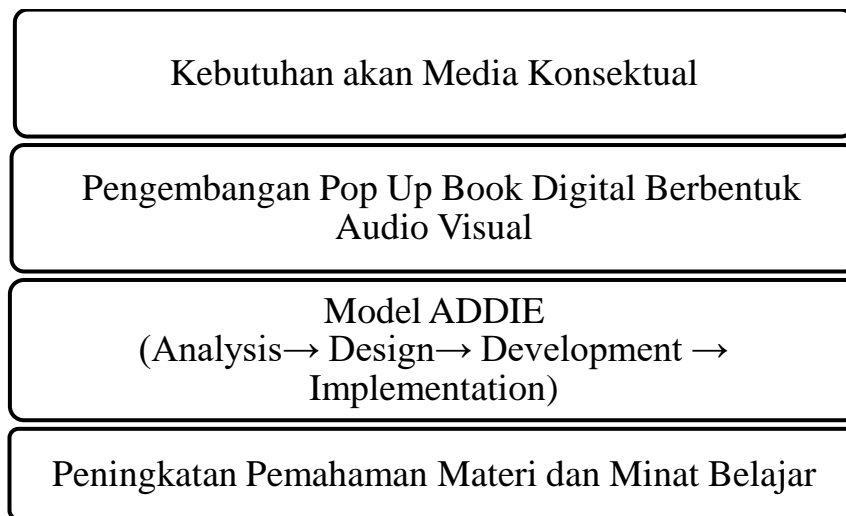 Kebutuhan akan Media Konsektual
Pengembangan Pop Up Book Digital Berbentuk
Audio Visual
Model ADDIE
(Analysis→ Design→ Development →
Implementation)
Peningkatan Pemahaman Materi dan Minat Belajar